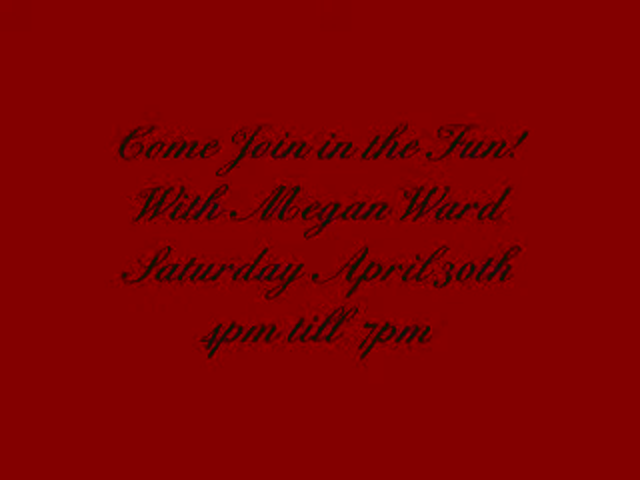 Come Join in the Fun!
With Megan Ward
Saturday April 30th
4pm till 7pm